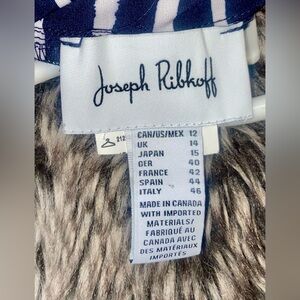 Joseph Ribkoff
212
CAN/US/MEX 12
UK 14
JAPAN 15
GER 40
FRANCE 42
SPAIN 44
ITALY 46
MADE IN CANADA
WITH IMPORTED
MATERIALS/
FABRIQUÉ AU
CANADA AVEC
DES MATÉRIAUX
IMPORTÉS